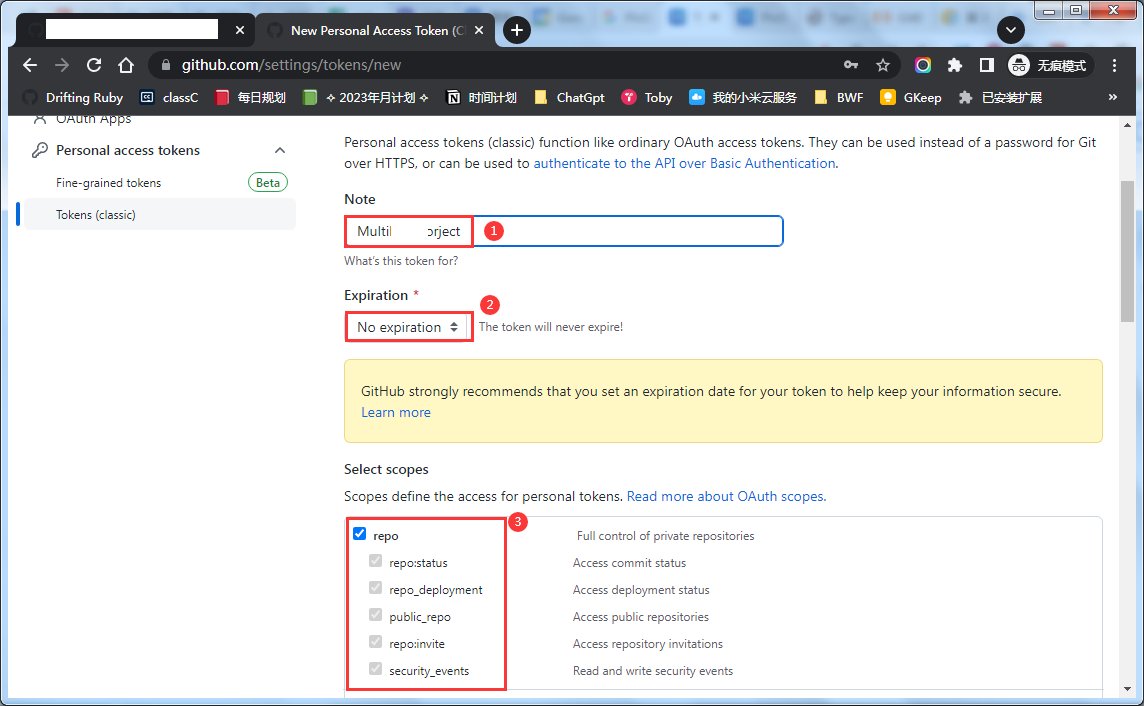 New Personal Access Token (C
github.com/settings/tokens/new
无痕模式
Drifting Ruby
classC
每日规划
✧ 2023年月计划 ✧
时间计划
ChatGpt
Toby
我的小米云服务
BWF
GKeep
已安装扩展
»
OAuth Apps
Personal access tokens
Fine-grained tokens
Beta
Tokens (classic)
Personal access tokens (classic) function like ordinary OAuth access tokens. They can be used instead of a password for Git
over HTTPS, or can be used to authenticate to the API over Basic Authentication.
Note
Multil orject
1
What's this token for?
Expiration *
2
No expiration
The token will never expire!
GitHub strongly recommends that you set an expiration date for your token to help keep your information secure.
Learn more
Select scopes
Scopes define the access for personal tokens. Read more about OAuth scopes.
3
repo Full control of private repositories
repo:status Access commit status
repo_deployment Access deployment status
public_repo Access public repositories
repo:invite Access repository invitations
security_events Read and write security events